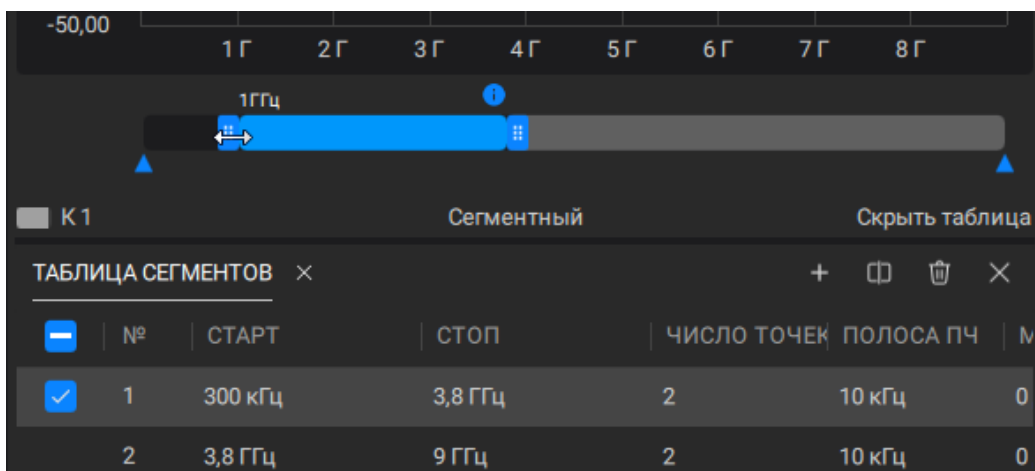 -50,00
1 Г 2 Г 3 Г 4 Г 5 Г 6 Г 7 Г 8 Г
1ГГц
К 1 Сегментный Скрыть таблица
ТАБЛИЦА СЕГМЕНТОВ
№ СТАРТ СТОП ЧИСЛО ТОЧЕК ПОЛОСА ПЧ
1 300 кГц 3,8 ГГц 2 10 кГц 0
2 3,8 ГГц 9 ГГц 2 10 кГц 0